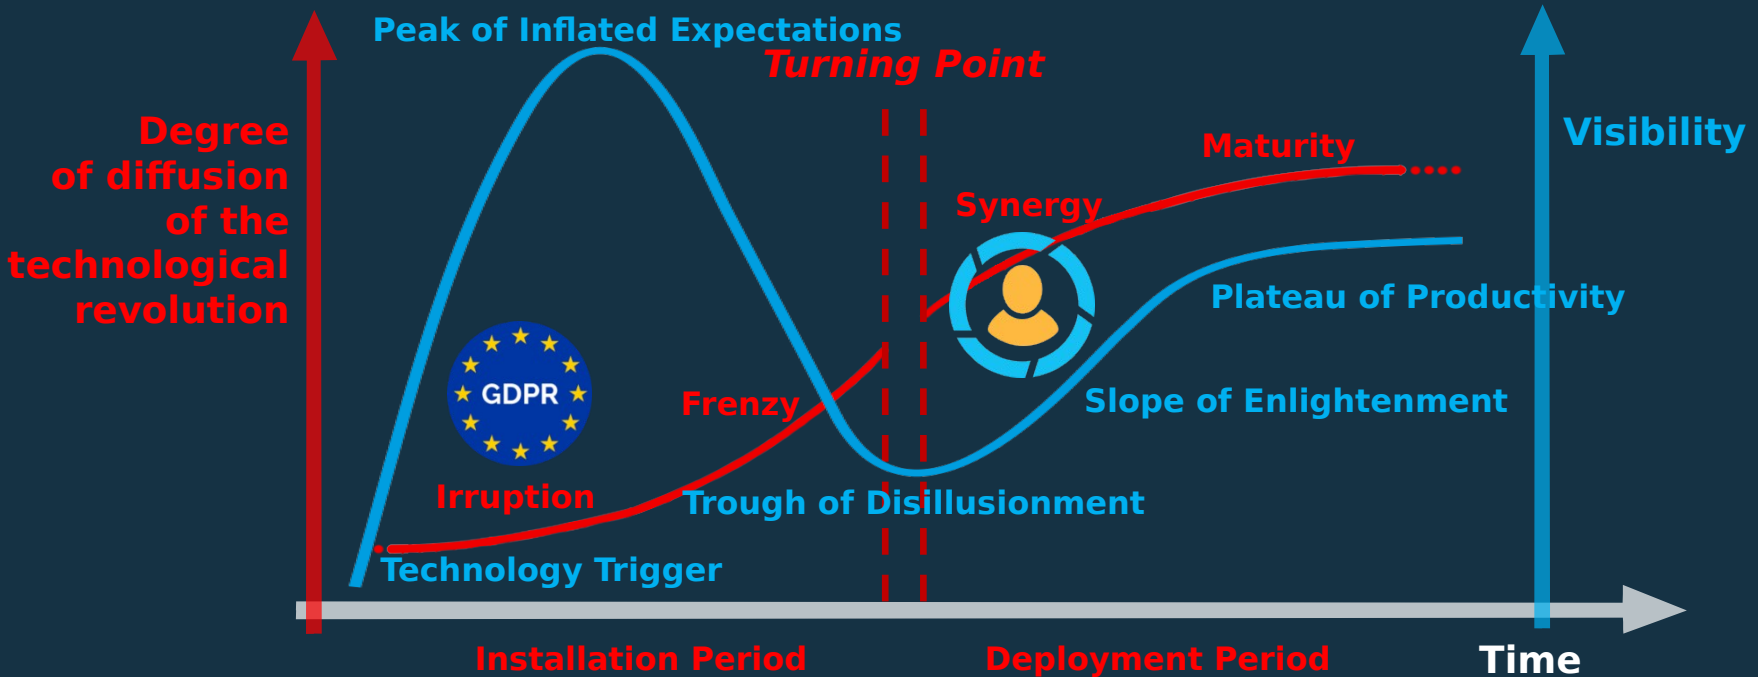 Peak of Inflated Expectations
Turning Point
Degree
of diffusion
of the
technological
revolution
Visibility
Maturity
Synergy
Plateau of Productivity
GDPR
Frenzy
Slope of Enlightenment
Irruption
Trough of Disillusionment
Technology Trigger
Installation Period
Deployment Period
Time